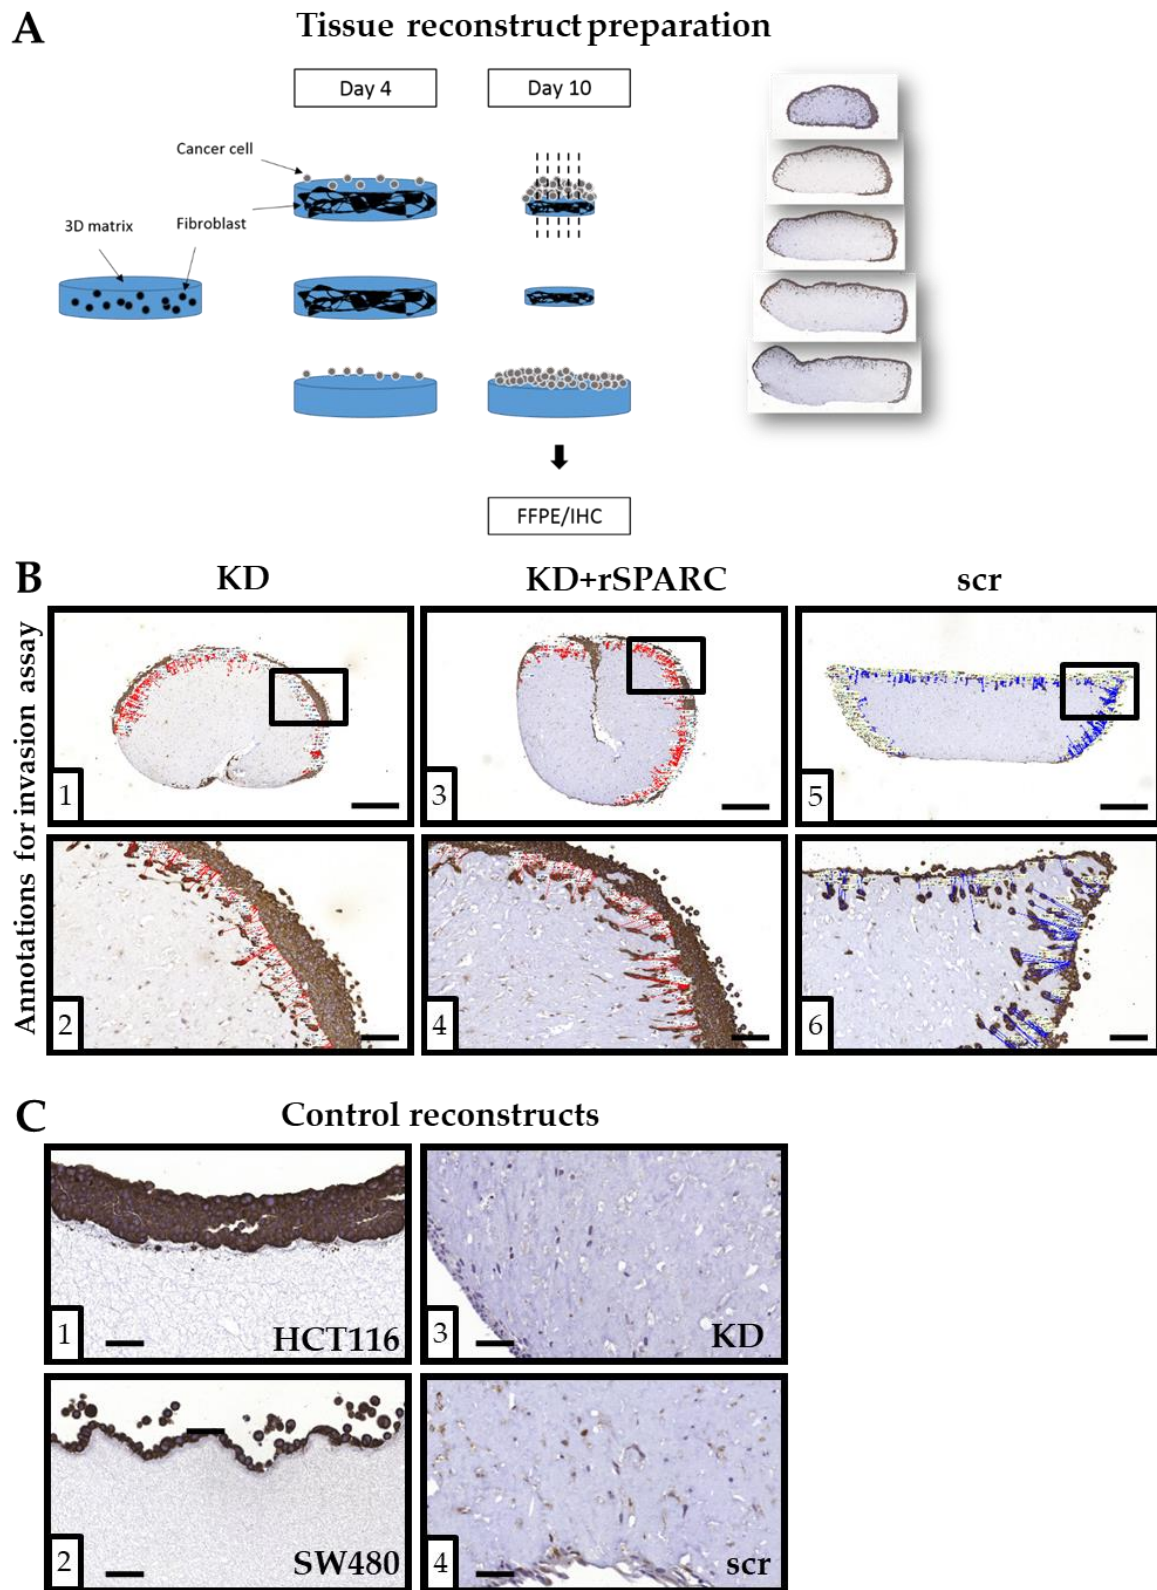 A
Tissue reconstruct preparation
Day 4
Day 10
Cancer cell
3D matrix
Fibroblast
FFPE/IHC
B
KD
KD+rSPARC
scr
Annotations for invasion assay
1
3
5
2
4
6
C
Control reconstructs
1
HCT116
3
KD
2
SW480
4
scr